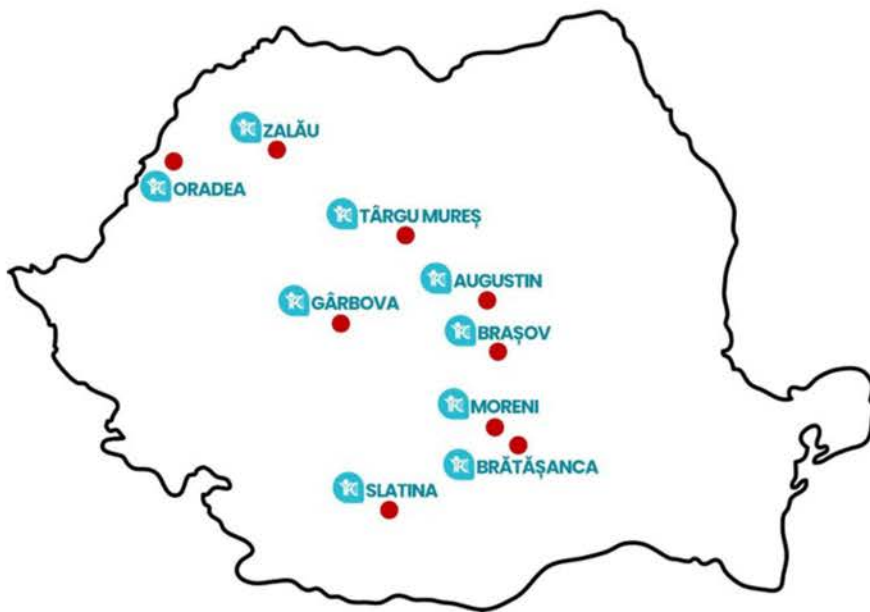 ZALĂU
ORADEA
TÂRGU MUREȘ
AUGUSTIN
GÂRBOVA
BRAȘOV
MORENI
BRĂTĂȘANCA
SLATINA